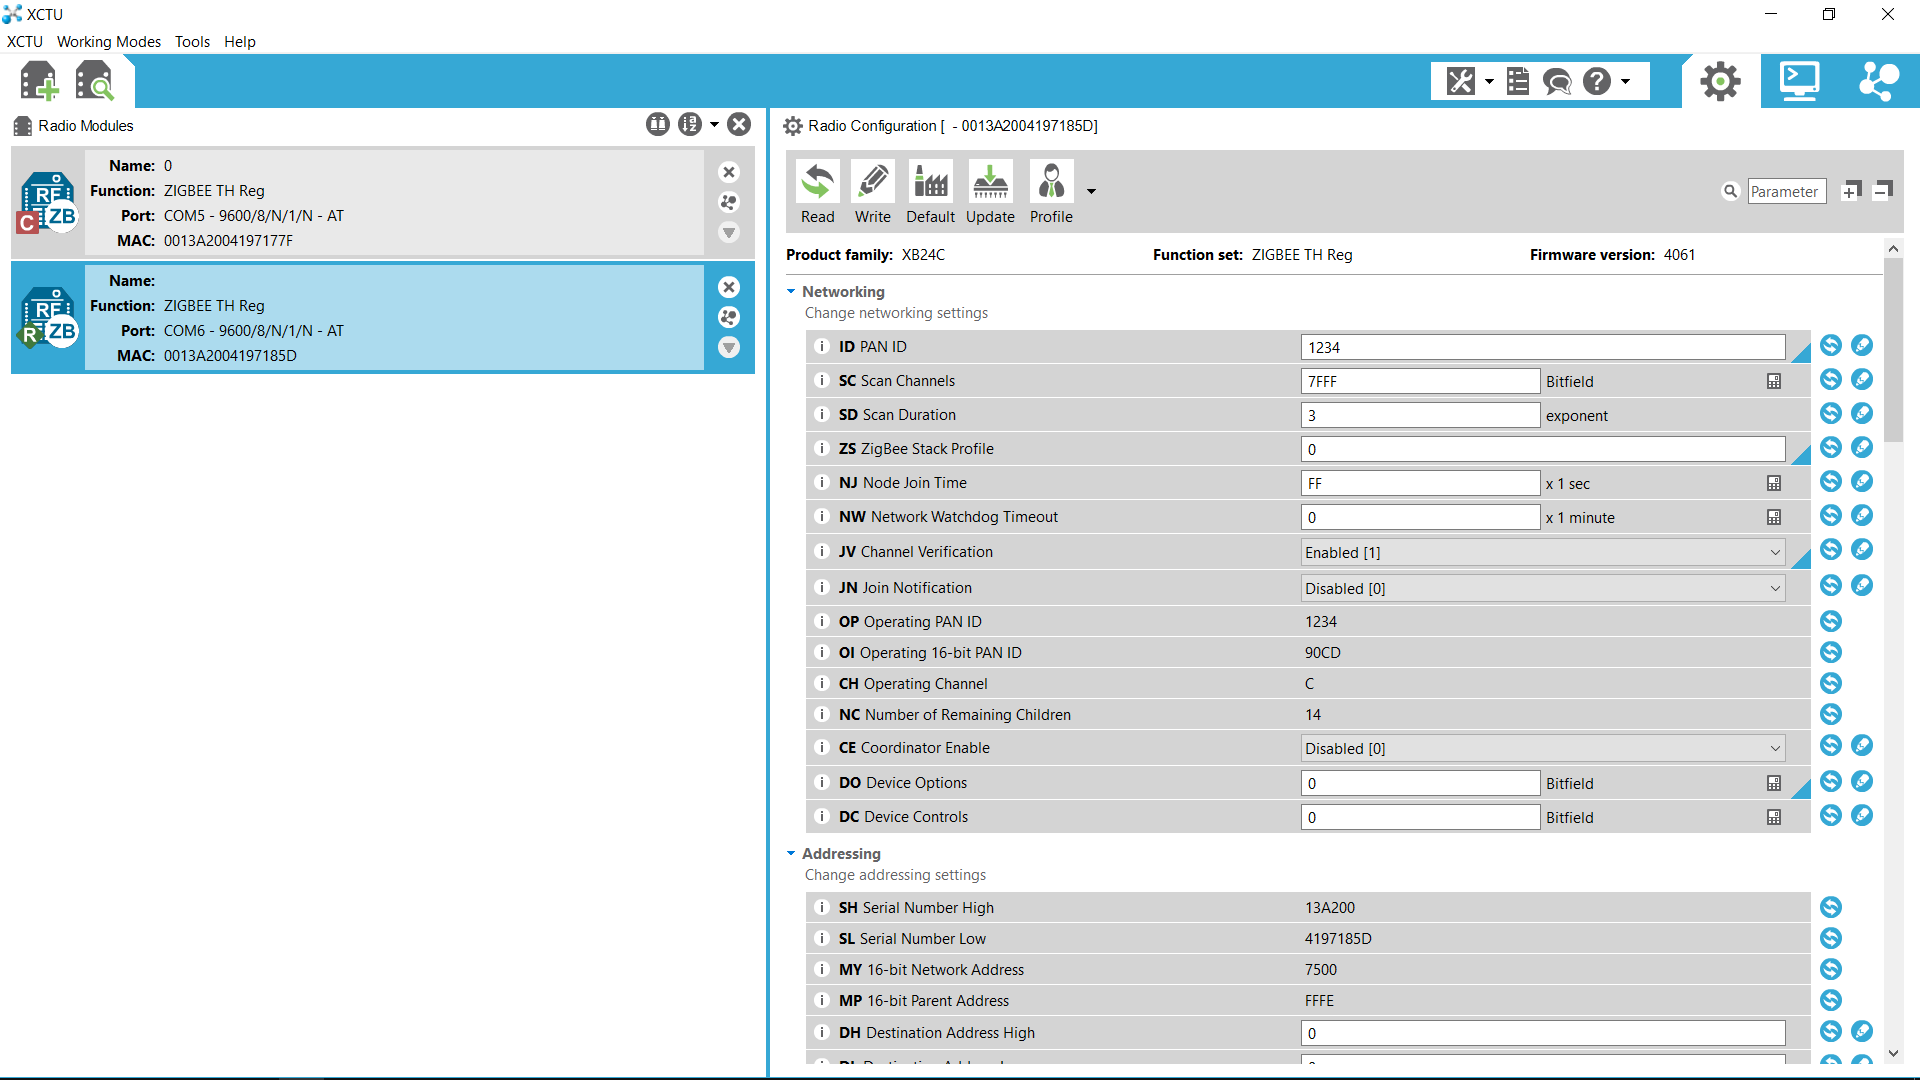 XCTU
XCTU Working Modes Tools Help
Radio Modules
Name: 0
Function: ZIGBEE TH Reg
Port: COM5 - 9600/8/N/1/N - AT
MAC: 0013A2004197177F
RF
C ZB
Name:
Function: ZIGBEE TH Reg
Port: COM6 - 9600/8/N/1/N - AT
MAC: 0013A2004197185D
RF
R ZB
Radio Configuration [ - 0013A2004197185D]
Read Write Default Update Profile
Parameter
Product family: XB24C Function set: ZIGBEE TH Reg Firmware version: 4061
Networking
Change networking settings
ID PAN ID 1234
SC Scan Channels 7FFF Bitfield
SD Scan Duration 3 exponent
ZS ZigBee Stack Profile 0
NJ Node Join Time FF x 1 sec
NW Network Watchdog Timeout 0 x 1 minute
JV Channel Verification Enabled [1]
JN Join Notification Disabled [0]
OP Operating PAN ID 1234
OI Operating 16-bit PAN ID 90CD
CH Operating Channel C
NC Number of Remaining Children 14
CE Coordinator Enable Disabled [0]
DO Device Options 0 Bitfield
DC Device Controls 0 Bitfield
Addressing
Change addressing settings
SH Serial Number High 13A200
SL Serial Number Low 4197185D
MY 16-bit Network Address 7500
MP 16-bit Parent Address FFFE
DH Destination Address High 0